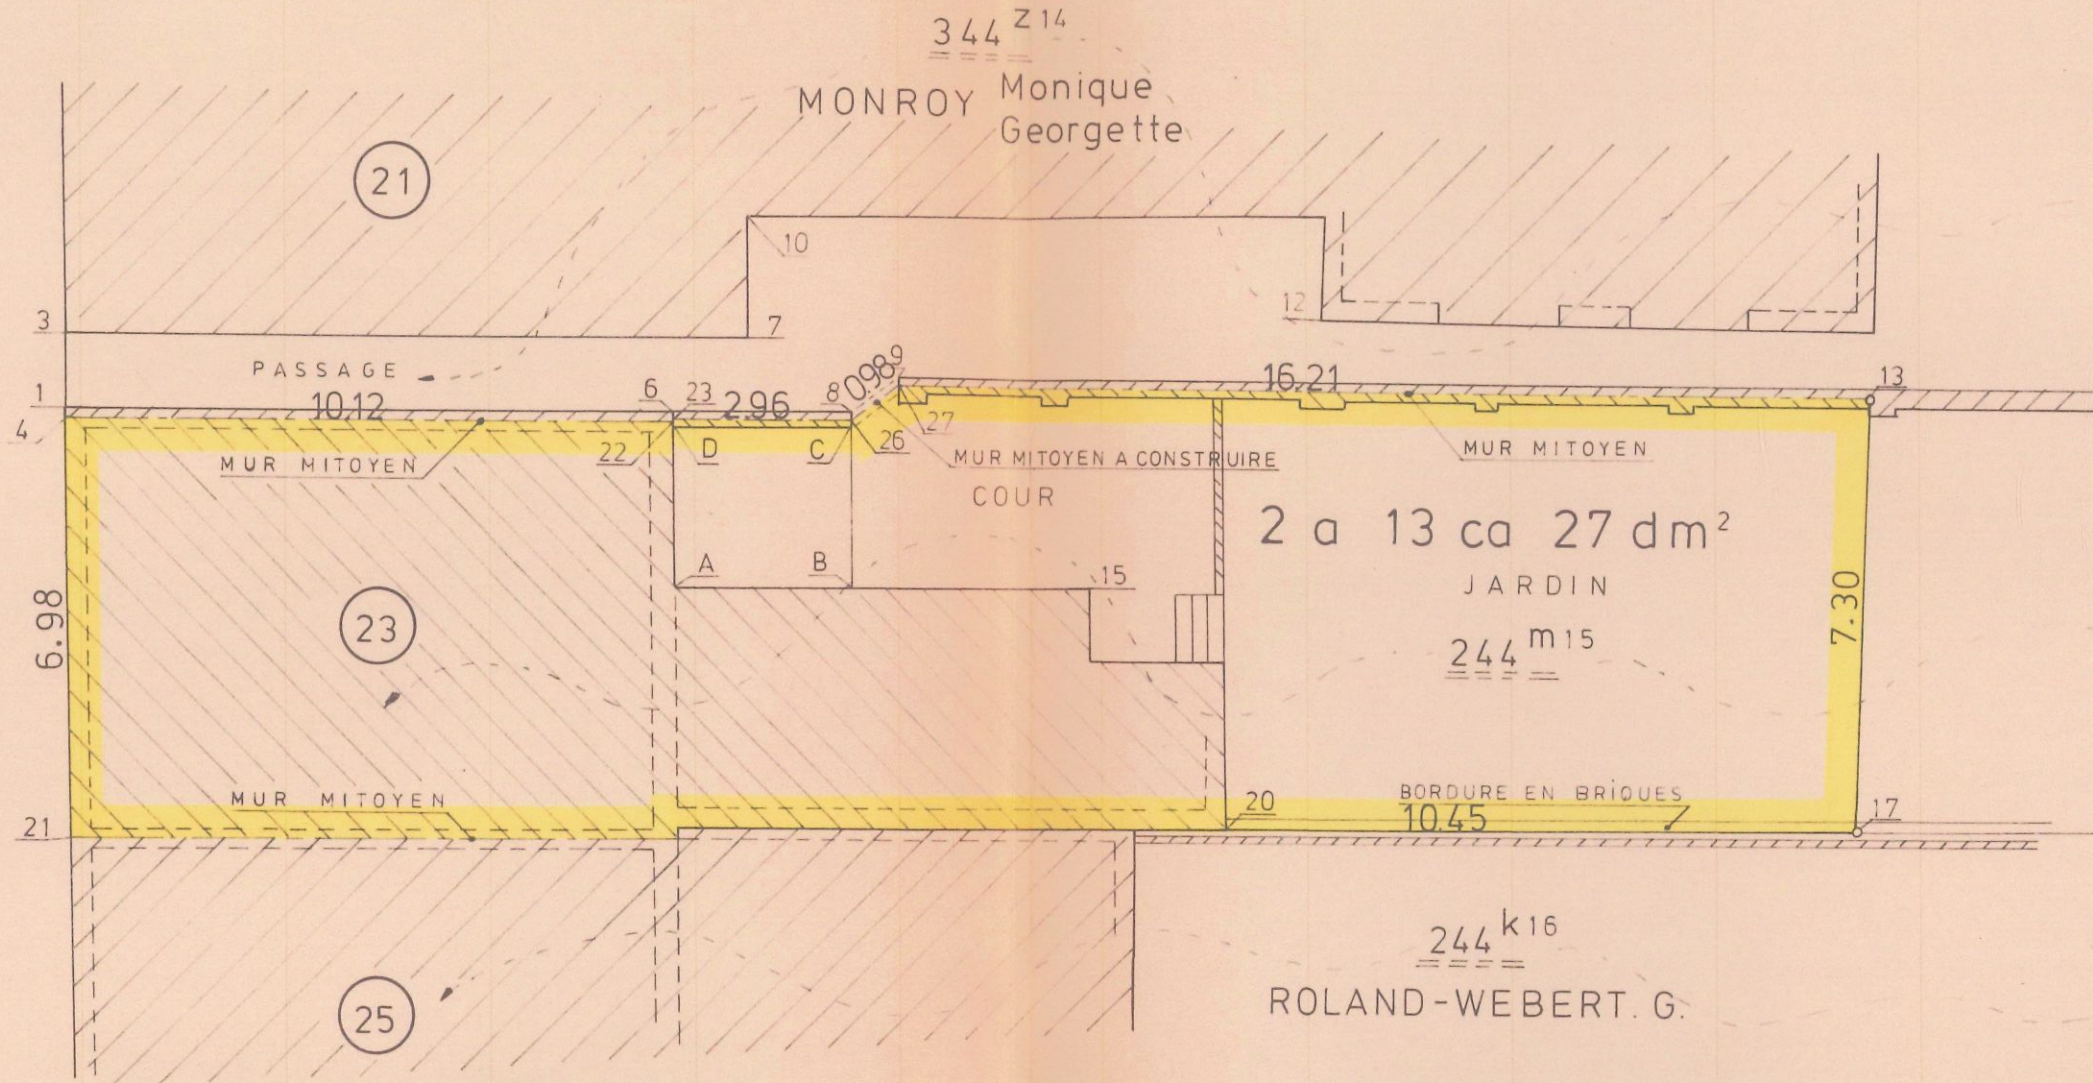 344 z14
MONROY Monique
Georgette
21
10
12
3
7
PASSAGE
1
10.12
6
23
2.96
8
0.98
9
16.21
13
4
22
D
C
26
27
MUR MITOYEN
MUR MITOYEN A CONSTRUIRE
MUR MITOYEN
COUR
2 a 13 ca 27 dm²
A
B
15
JARDIN
6.98
23
7.30
244 m15
MUR MITOYEN
BORDURE EN BRIQUES
21
20
10.45
17
244 k16
25
ROLAND-WEBERT. G.